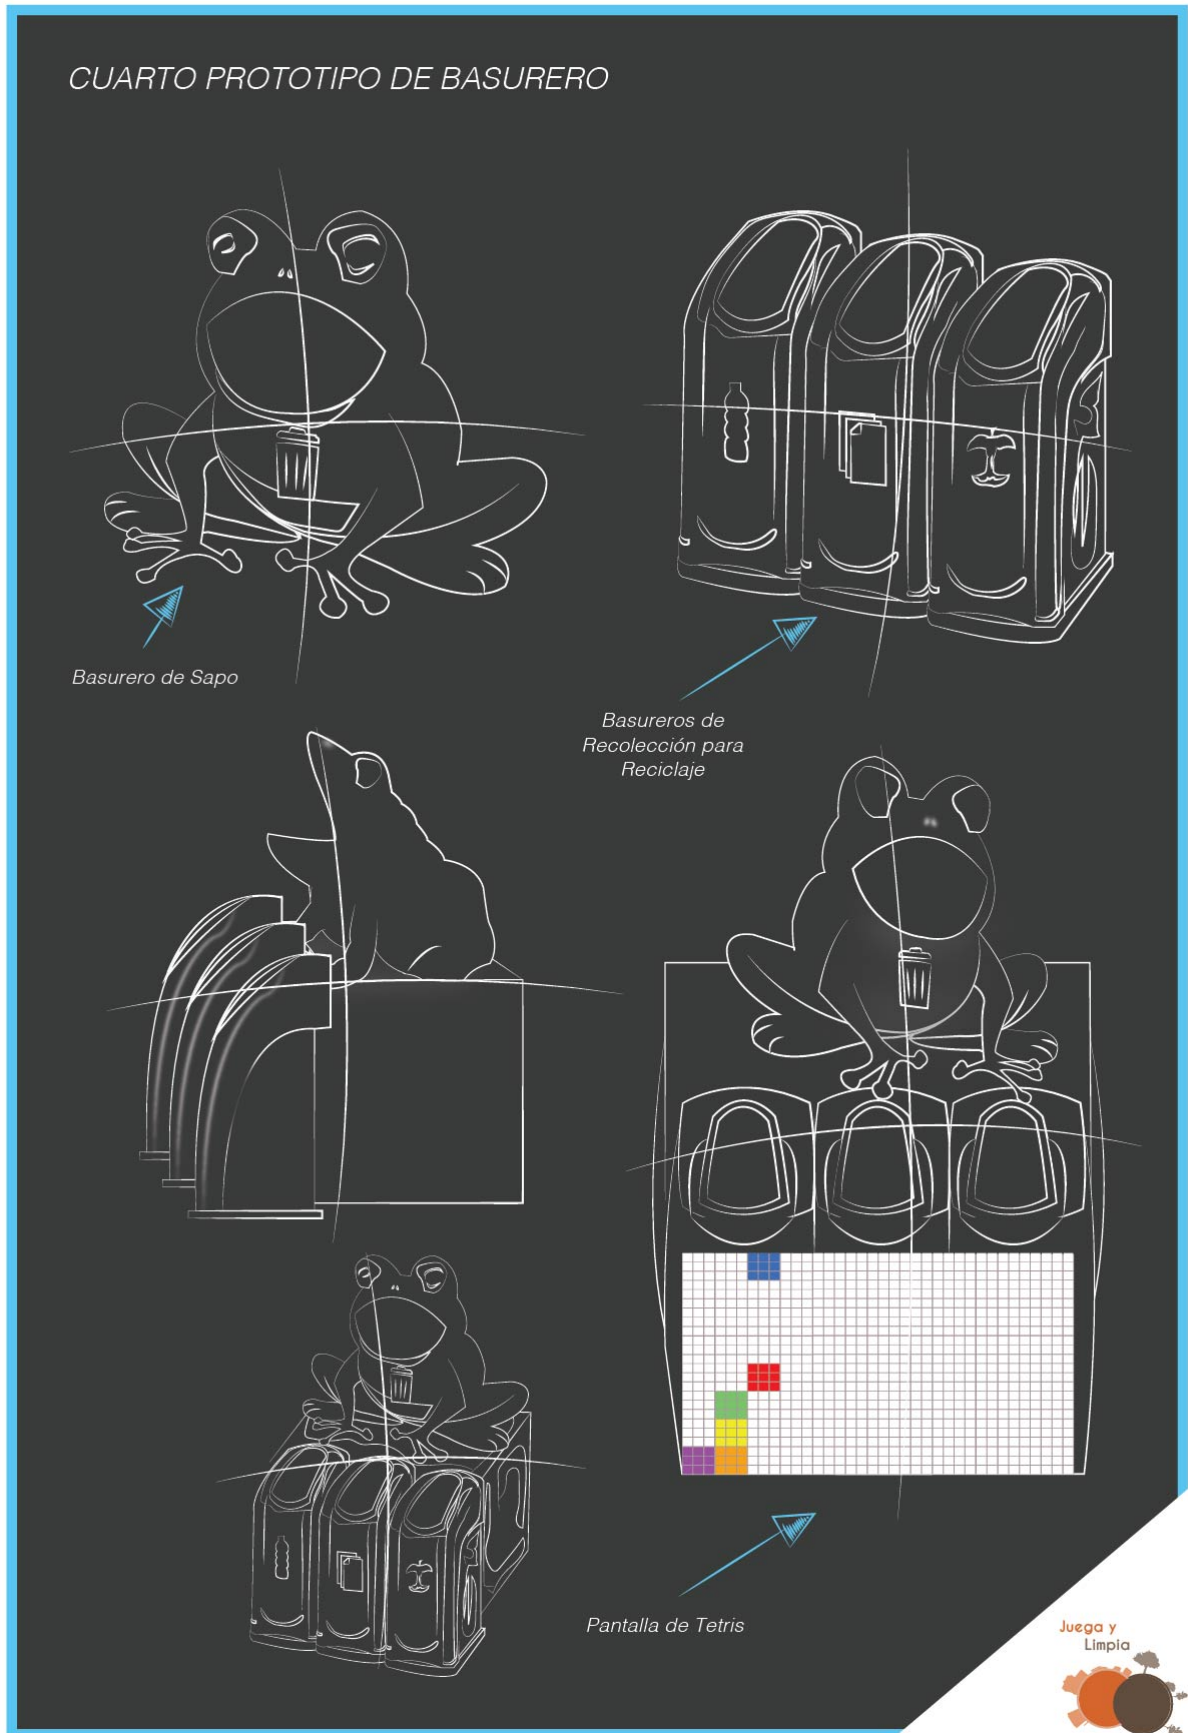 CUARTO PROTOTIPO DE BASURERO
Basurero de Sapo
Basureros de
Recolección para
Reciclaje
Pantalla de Tetris
Juega y
Limpia